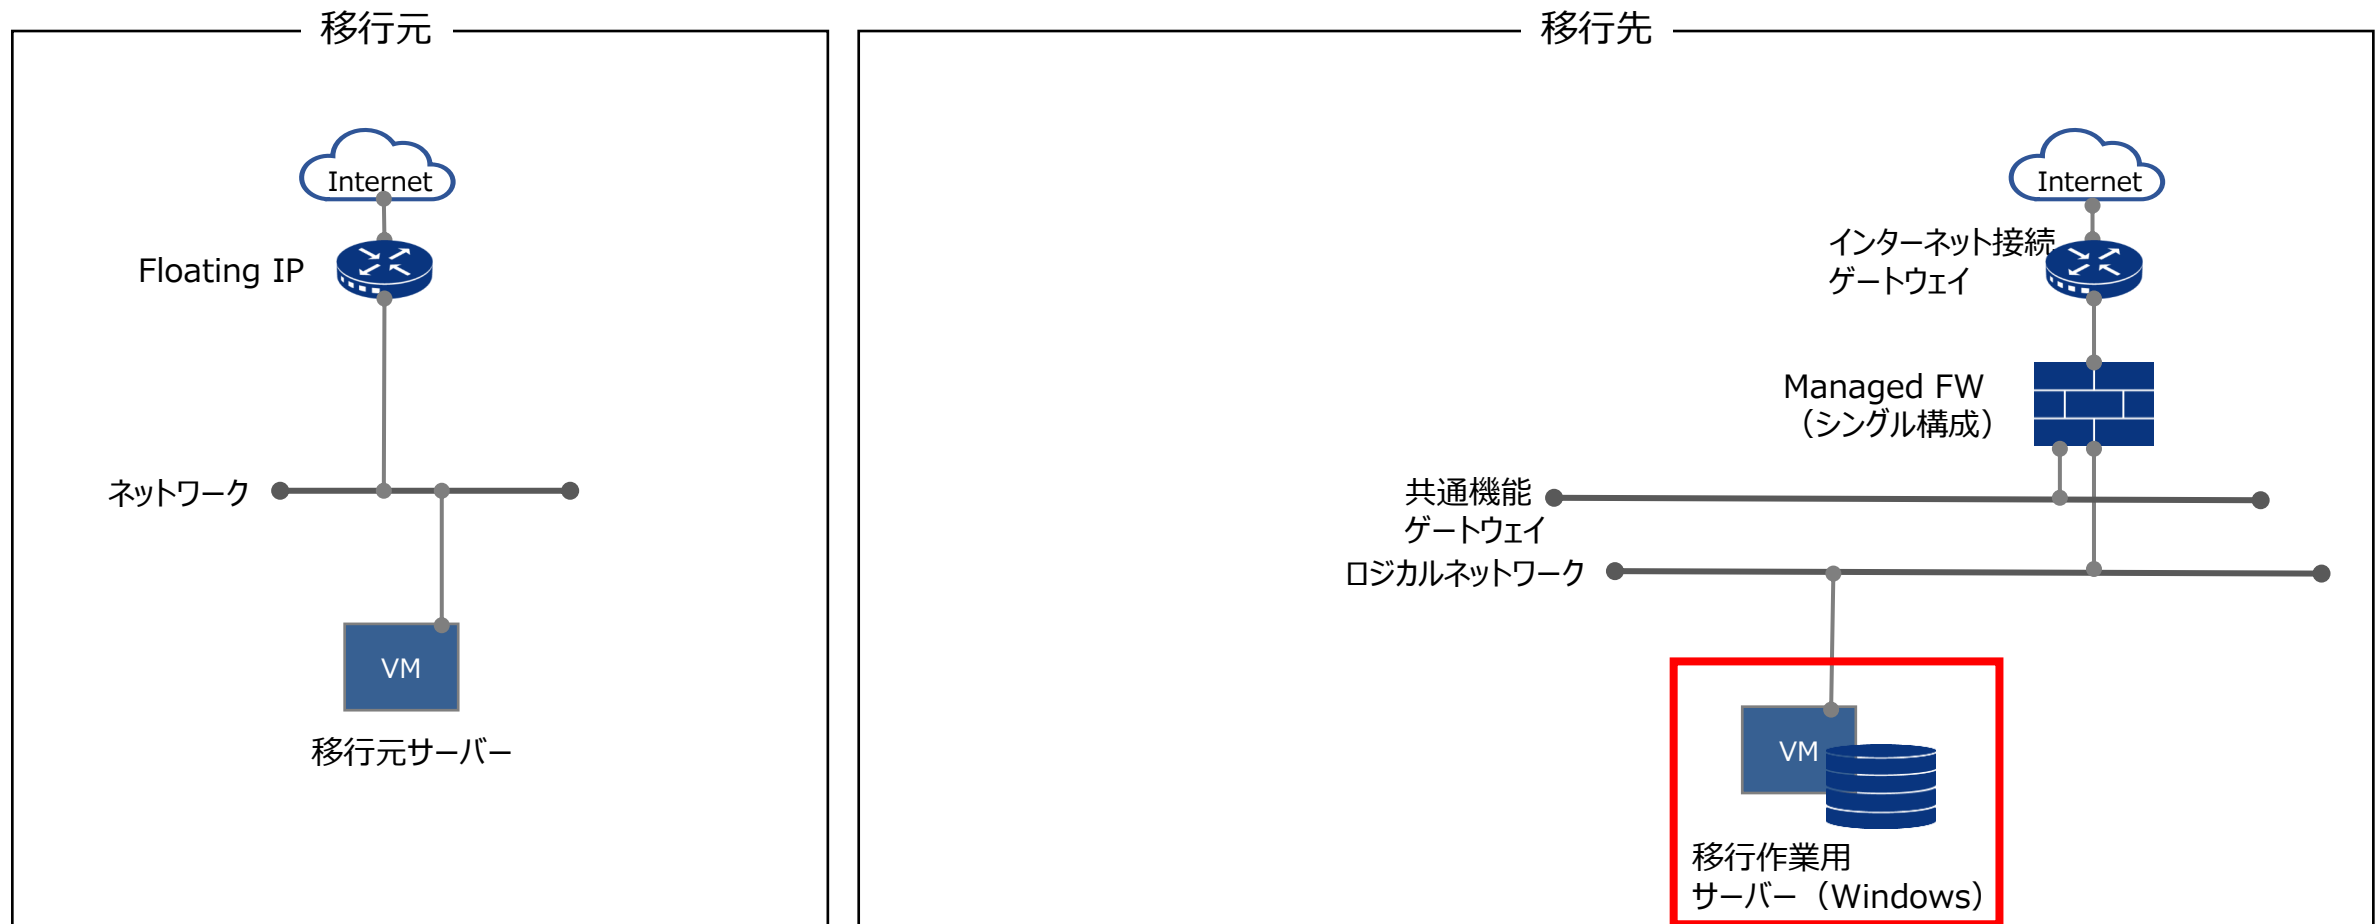 移行元
Internet
Floating IP
ネットワーク
VM
移行元サーバー
移行先
Internet
インターネット接続
ゲートウェイ
Managed FW
（シングル構成）
共通機能
ゲートウェイ
ロジカルネットワーク
VM
移行作業用
サーバー（Windows）